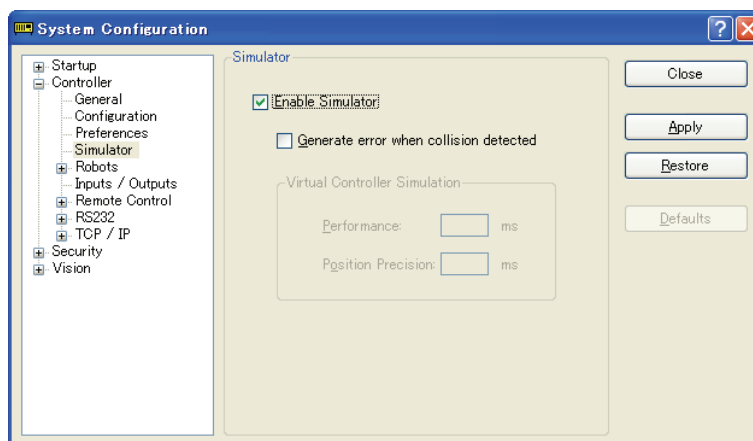 System Configuration
Startup
Controller
General
Configuration
Preferences
Simulator
Robots
Inputs / Outputs
Remote Control
RS232
TCP / IP
Security
Vision
Simulator
Enable Simulator
Generate error when collision detected
Virtual Controller Simulation
Performance: ms
Position Precision: ms
Close
Apply
Restore
Defaults